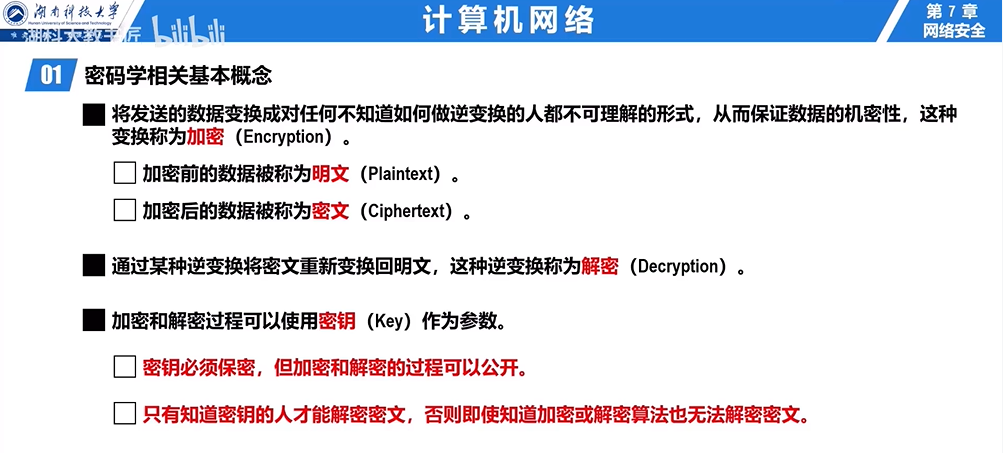 湖南科技大学
Hunan University of Science and Technology
湖科大教书匠 bilibili
计算机网络
第 7 章
网络安全
01 密码学相关基本概念
将发送的数据变换成对任何不知道如何做逆变换的人都不可理解的形式，从而保证数据的机密性，这种
变换称为加密（Encryption）。
加密前的数据被称为明文（Plaintext）。
加密后的数据被称为密文（Ciphertext）。
通过某种逆变换将密文重新变换回明文，这种逆变换称为解密（Decryption）。
加密和解密过程可以使用密钥（Key）作为参数。
密钥必须保密，但加密和解密的过程可以公开。
只有知道密钥的人才能解密密文，否则即使知道加密或解密算法也无法解密密文。